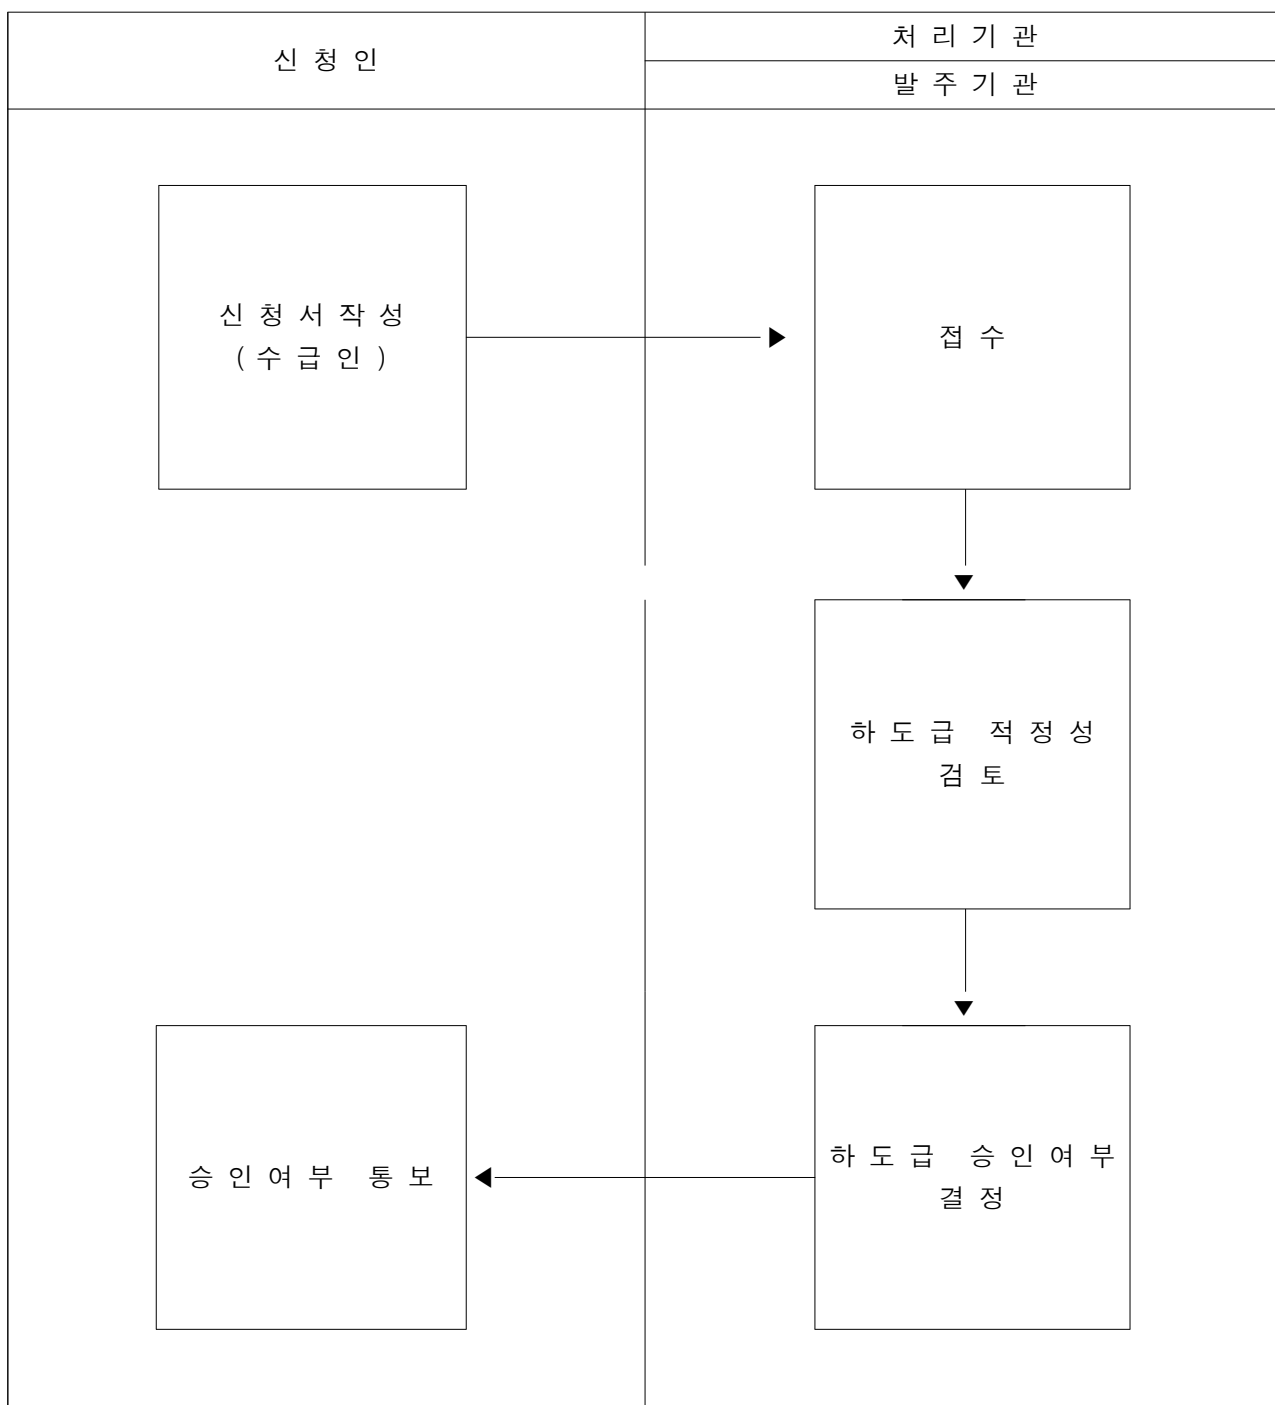 신청인
처리기관
발주기관
신청서작성
(수급인)
접수
하도급 적정성
검토
승인여부 통보
하도급 승인여부
결정